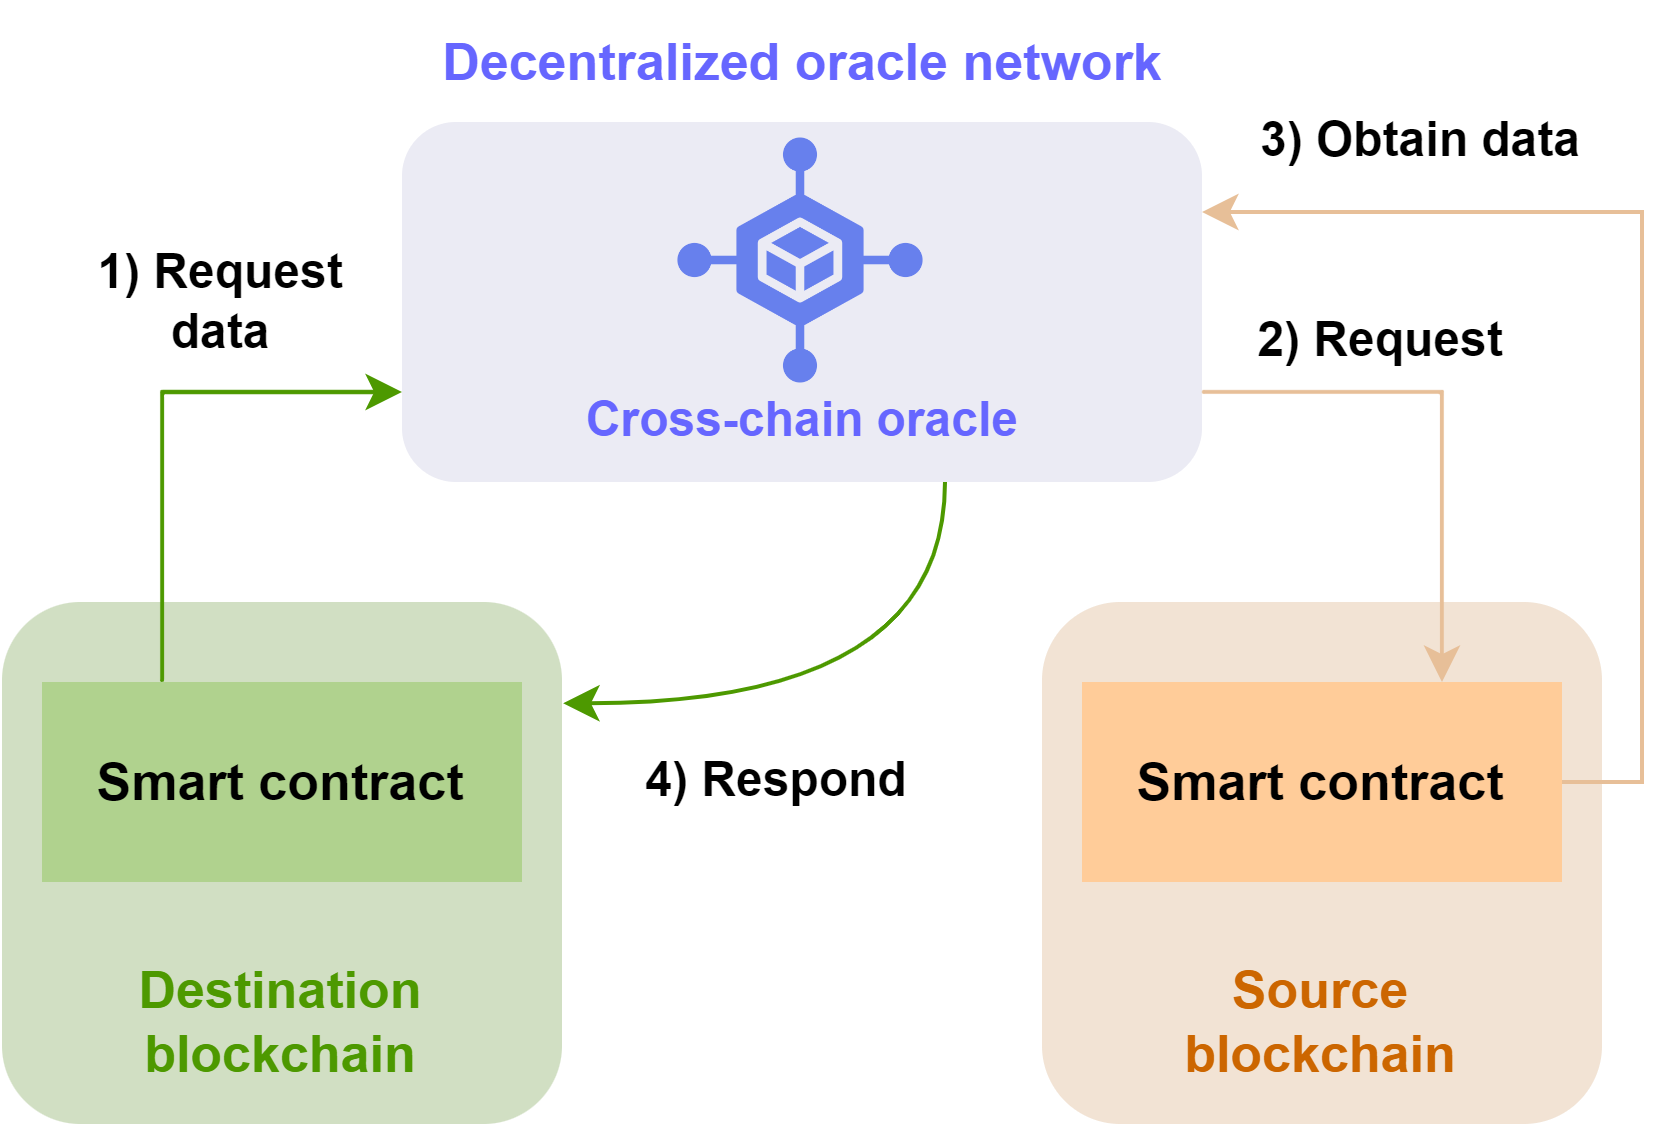 Decentralized oracle network
3) Obtain data
1) Request
data
2) Request
Cross-chain oracle
Smart contract
4) Respond
Smart contract
Destination
blockchain
Source
blockchain